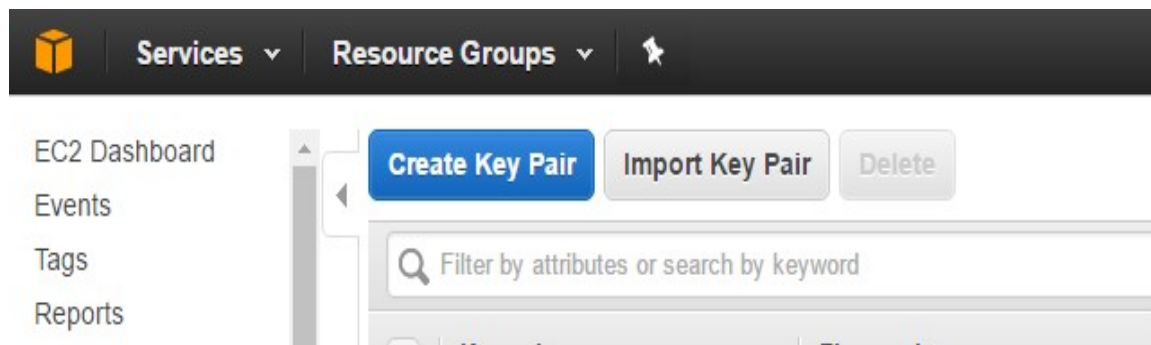 Services Resource Groups
EC2 Dashboard
Events
Tags
Reports
Create Key Pair Import Key Pair Delete
Filter by attributes or search by keyword